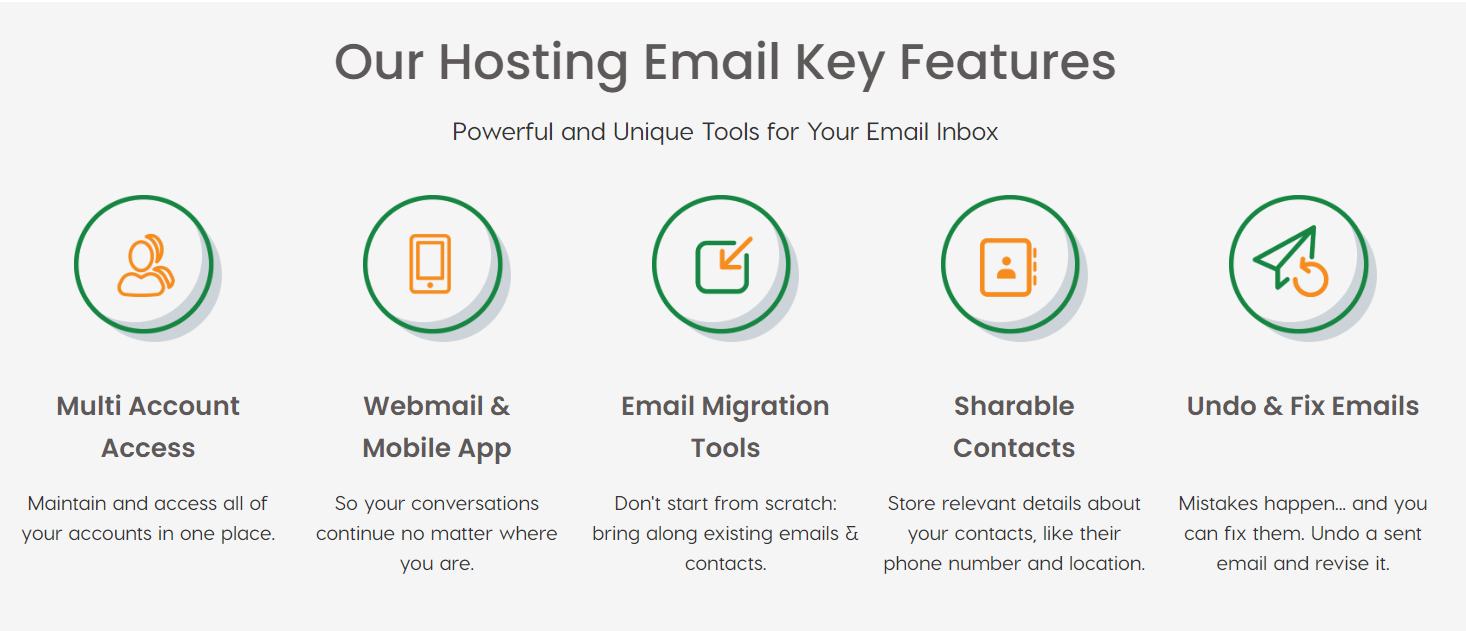 Our Hosting Email Key Features
Powerful and Unique Tools for Your Email Inbox
Multi Account
Access
Maintain and access all of
your accounts in one place.
Webmail &
Mobile App
So your conversations
continue no matter where
you are.
Email Migration
Tools
Don't start from scratch:
bring along existing emails &
contacts.
Sharable
Contacts
Store relevant details about
your contacts, like their
phone number and location.
Undo & Fix Emails
Mistakes happen... and you
can fix them. Undo a sent
email and revise it.